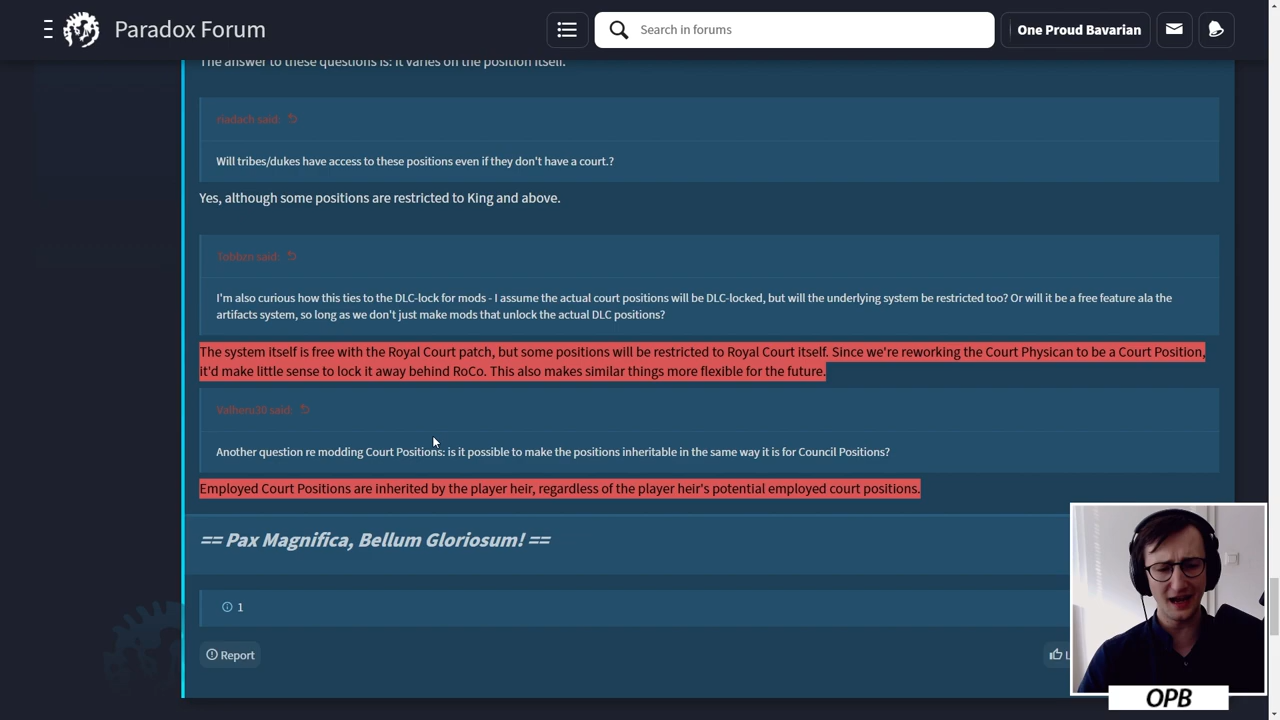 Paradox Forum
Search in forums
One Proud Bavarian
The answer to these questions is: it varies on the position itself.
riadach said:
Will tribes/dukes have access to these positions even if they don't have a court.?
Yes, although some positions are restricted to King and above.
Tobbzn said:
I'm also curious how this ties to the DLC-lock for mods - I assume the actual court positions will be DLC-locked, but will the underlying system be restricted too? Or will it be a free feature ala the
artifacts system, so long as we don't just make mods that unlock the actual DLC positions?
The system itself is free with the Royal Court patch, but some positions will be restricted to Royal Court itself. Since we're reworking the Court Physician to be a Court Position,
it'd make little sense to lock it away behind RoCo. This also makes similar things more flexible for the future.
Valheru30 said:
Another question re modding Court Positions: is it possible to make the positions inheritable in the same way it is for Council Positions?
Employed Court Positions are inherited by the player heir, regardless of the player heir's potential employed court positions.
== Pax Magnifica, Bellum Gloriosum! ==
1
Report
L
OPB